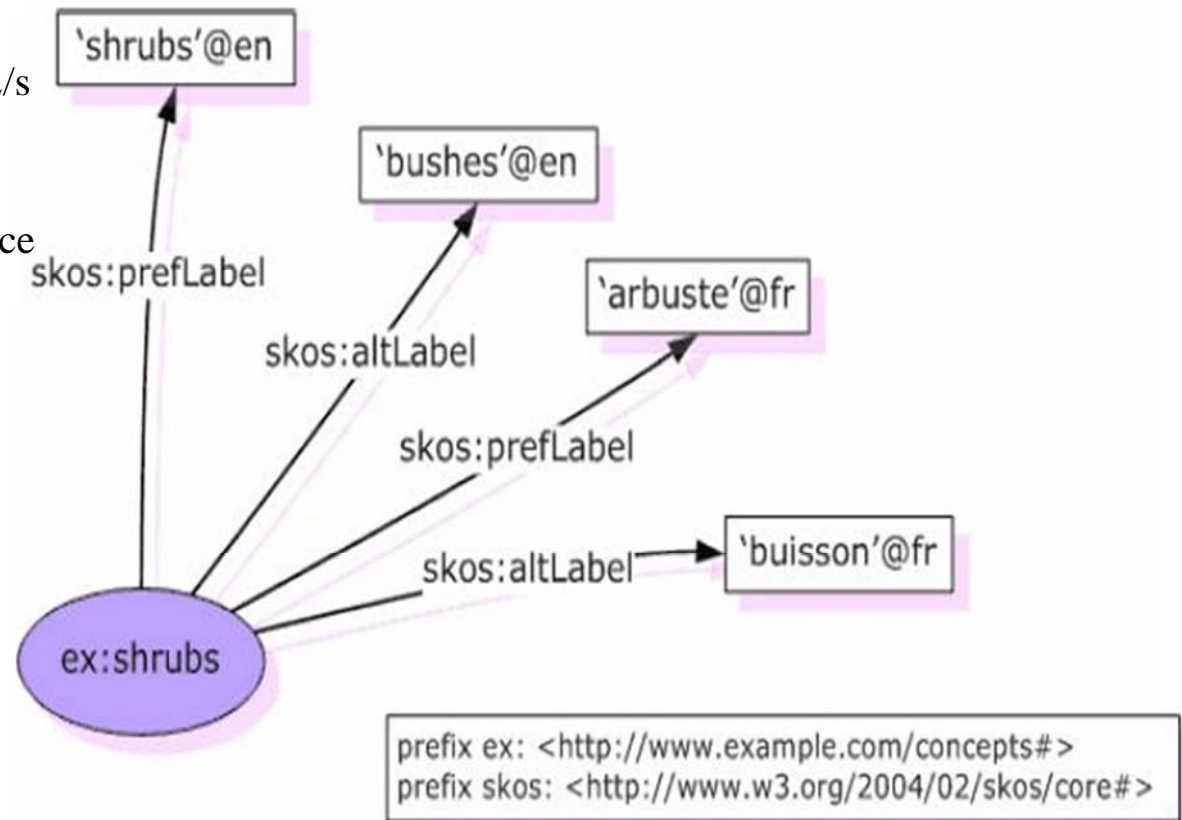 ‘shrubs’@en
/s
‘bushes’@en
ce
skos:prefLabel
‘arbuste’@fr
skos:altLabel
skos:prefLabel
‘buisson’@fr
skos:altLabel
ex:shrubs
prefix ex: <http://www.example.com/concepts#>
prefix skos: <http://www.w3.org/2004/02/skos/core#>